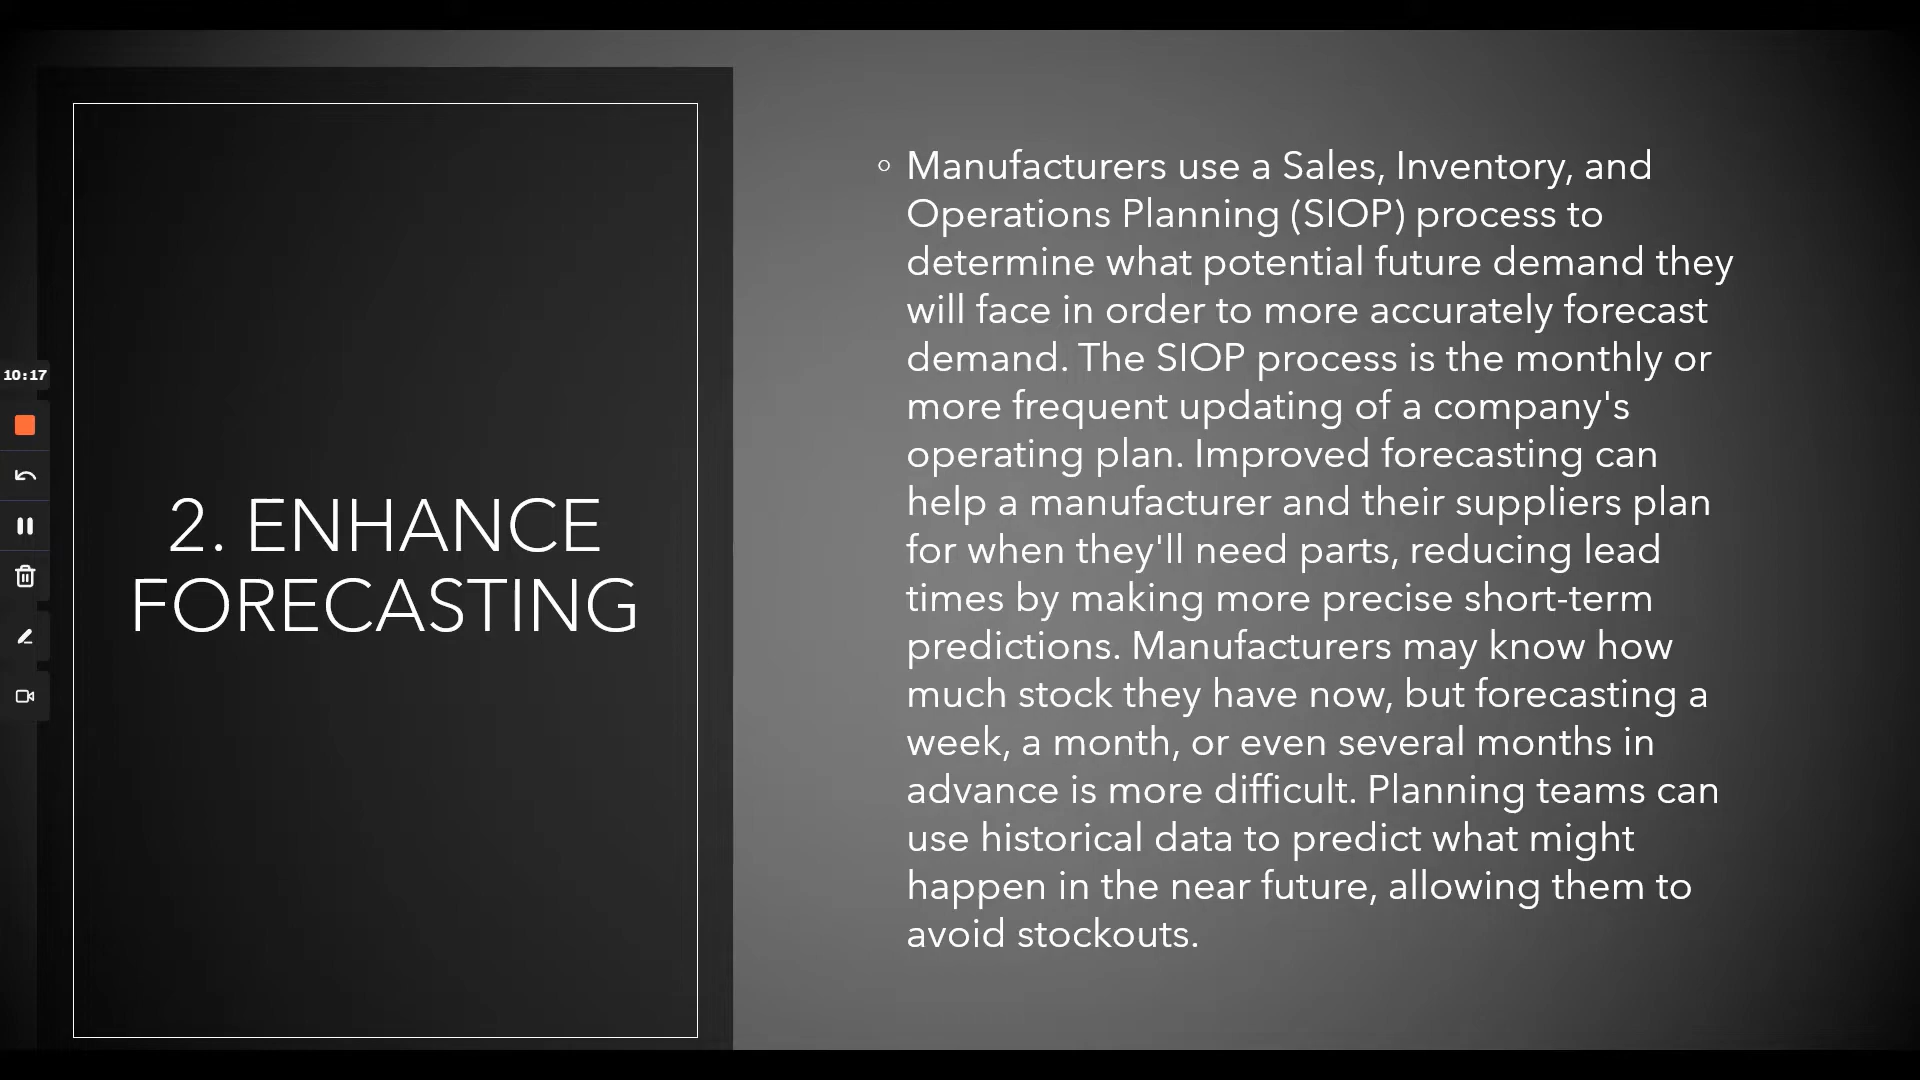 2. ENHANCE
FORECASTING
◦ Manufacturers use a Sales, Inventory, and
Operations Planning (SIOP) process to
determine what potential future demand they
will face in order to more accurately forecast
demand. The SIOP process is the monthly or
more frequent updating of a company's
operating plan. Improved forecasting can
help a manufacturer and their suppliers plan
for when they'll need parts, reducing lead
times by making more precise short-term
predictions. Manufacturers may know how
much stock they have now, but forecasting a
week, a month, or even several months in
advance is more difficult. Planning teams can
use historical data to predict what might
happen in the near future, allowing them to
avoid stockouts.
10:17